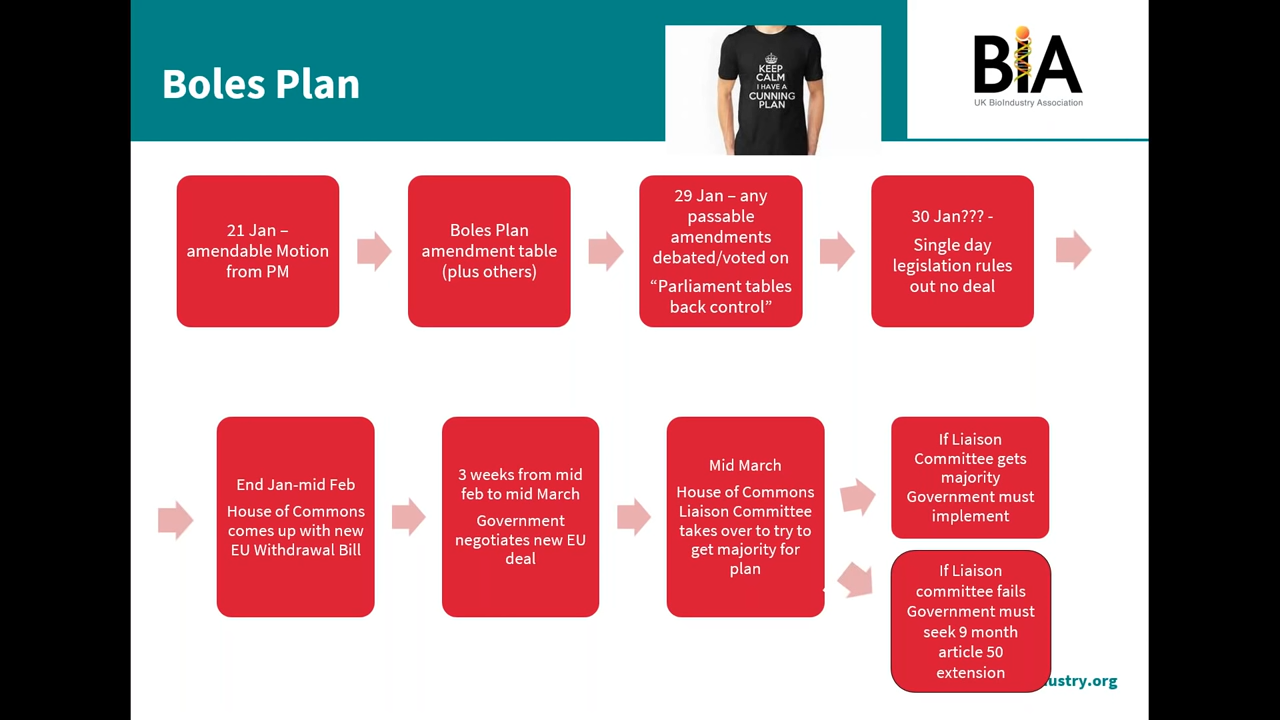 Boles Plan
KEEP
CALM
I HAVE A
CUNNING
PLAN
BiA
UK BioIndustry Association
21 Jan –
amendable Motion
from PM
Boles Plan
amendment table
(plus others)
29 Jan – any
passable
amendments
debated/voted on
“Parliament tables
back control”
30 Jan??? -
Single day
legislation rules
out no deal
End Jan-mid Feb
House of Commons
comes up with new
EU Withdrawal Bill
3 weeks from mid
feb to mid March
Government
negotiates new EU
deal
Mid March
House of Commons
Liaison Committee
takes over to try to
get majority for
plan
If Liaison
Committee gets
majority
Government must
implement
If Liaison
committee fails
Government must
seek 9 month
article 50
extension
ustry.org